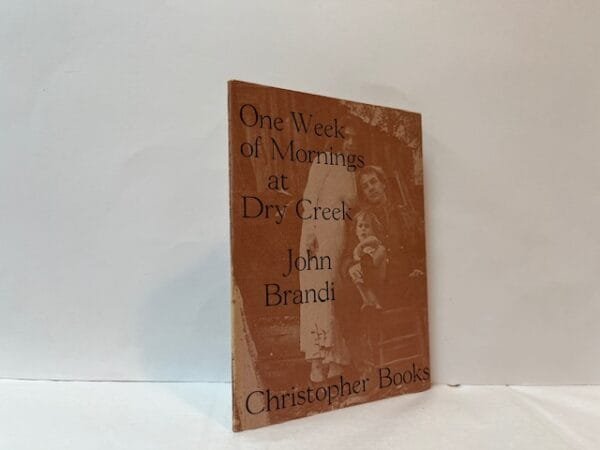 One Week
of Mornings
at
Dry Creek
John
Brandi
Christopher Books